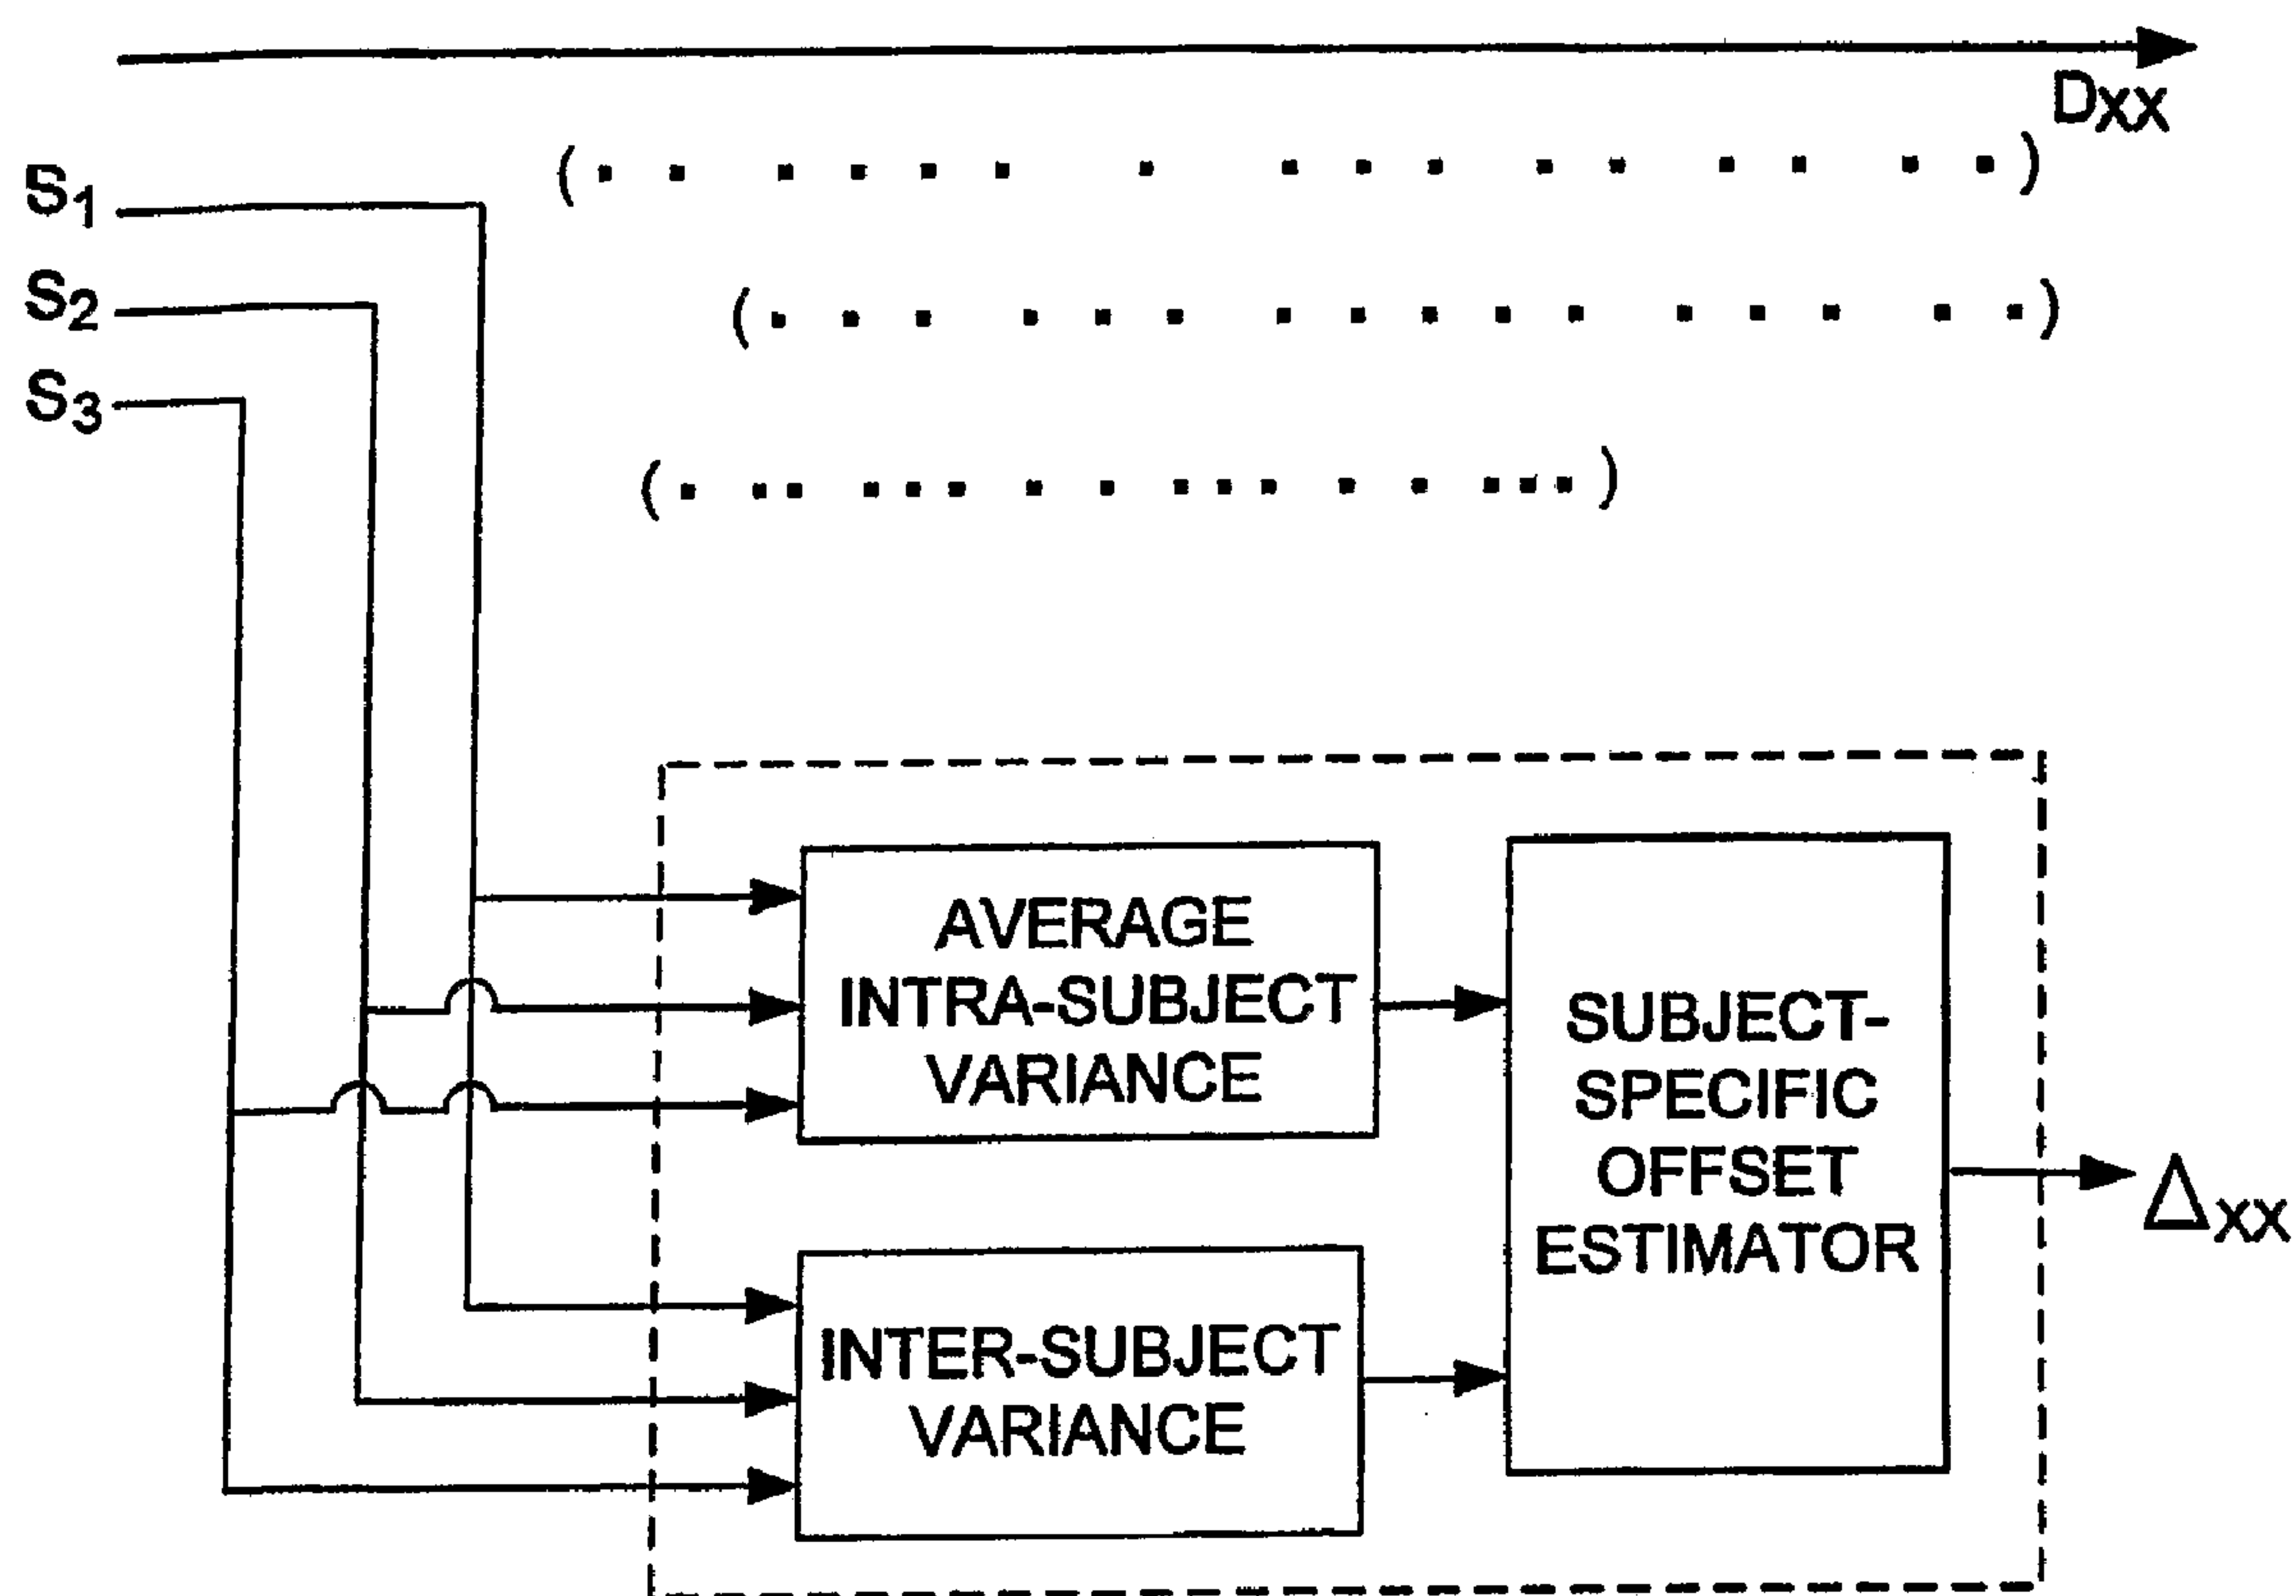 DXX
S1
S2
S3
AVERAGE
INTRA-SUBJECT
VARIANCE
SUBJECT-
SPECIFIC
OFFSET
ESTIMATOR
ΔXX
INTER-SUBJECT
VARIANCE